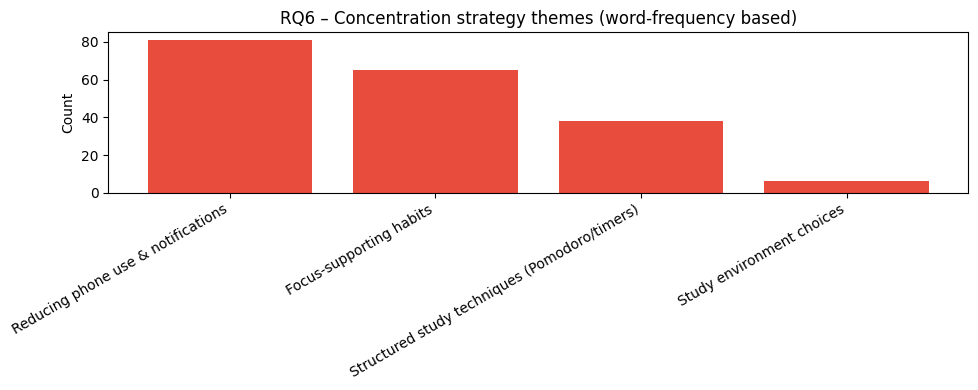 RQ6 – Concentration strategy themes (word-frequency based)
Count
80
60
40
20
0
Reducing phone use & notifications
Focus-supporting habits
Structured study techniques (Pomodoro/timers)
Study environment choices